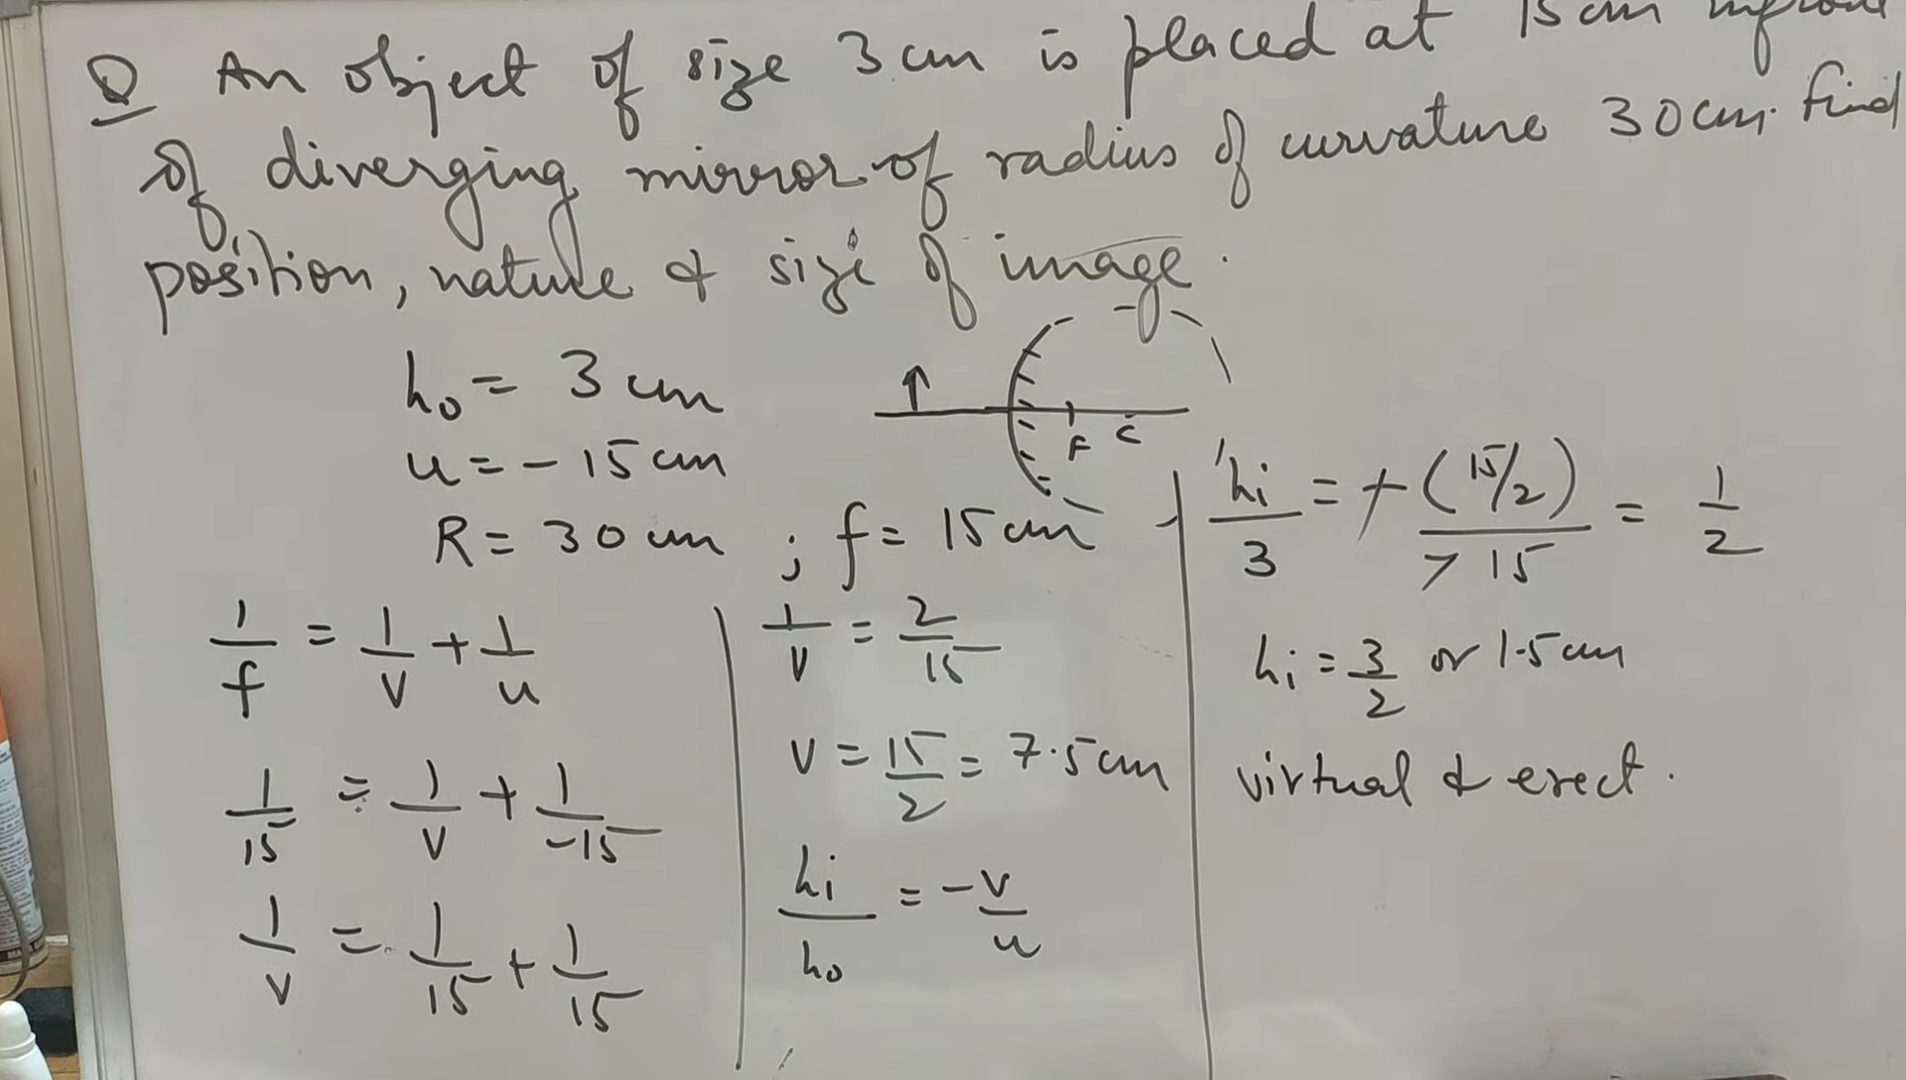 Q An object of size 3 cm is placed at 15 cm infront
of diverging mirror of radius of curvature 30 cm. find
position, nature & size of image.
h₀ = 3 cm
u = - 15 cm
R = 30 cm ; f = 15 cm
F C
1/f = 1/v + 1/u
1/15 = 1/v + 1/-15
1/v = 1/15 + 1/15
1/v = 2/15
v = 15/2 = 7.5 cm
hi/h₀ = -v/u
hi/3 = -(15/2)/-15 = 1/2
hi = 3/2 or 1.5 cm
virtual & erect.